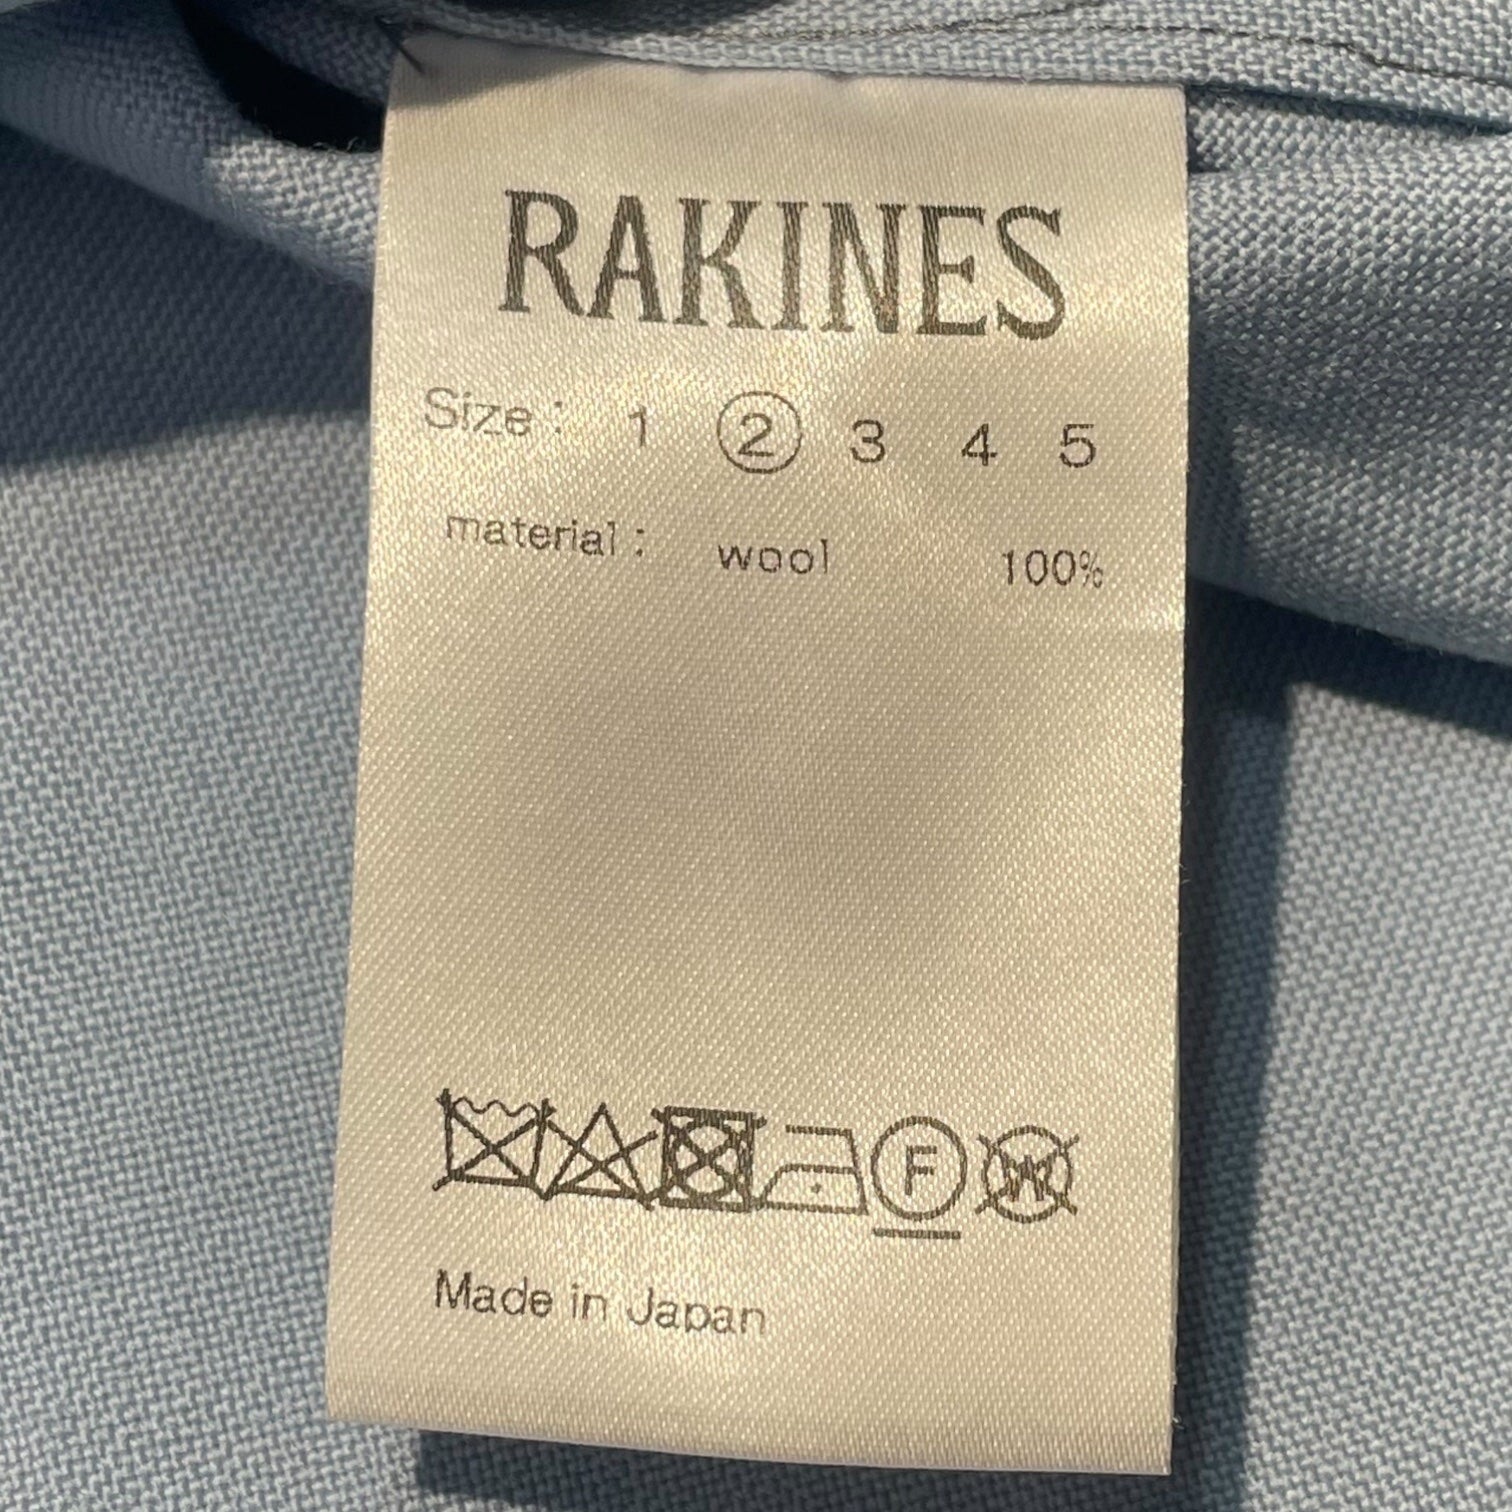 RAKINES
Size : 1 ② 3 4 5
material : wool 100%
F W
Made in Japan